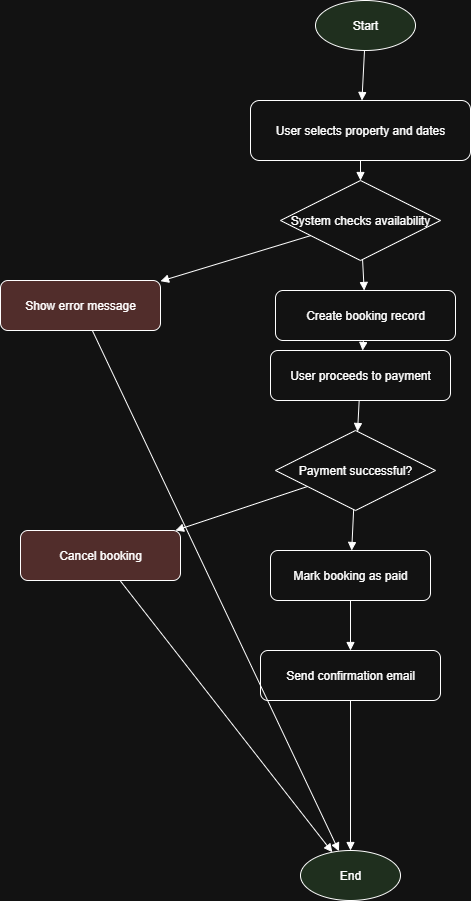 Start
User selects property and dates
System checks availability
Show error message
Create booking record
User proceeds to payment
Payment successful?
Cancel booking
Mark booking as paid
Send confirmation email
End